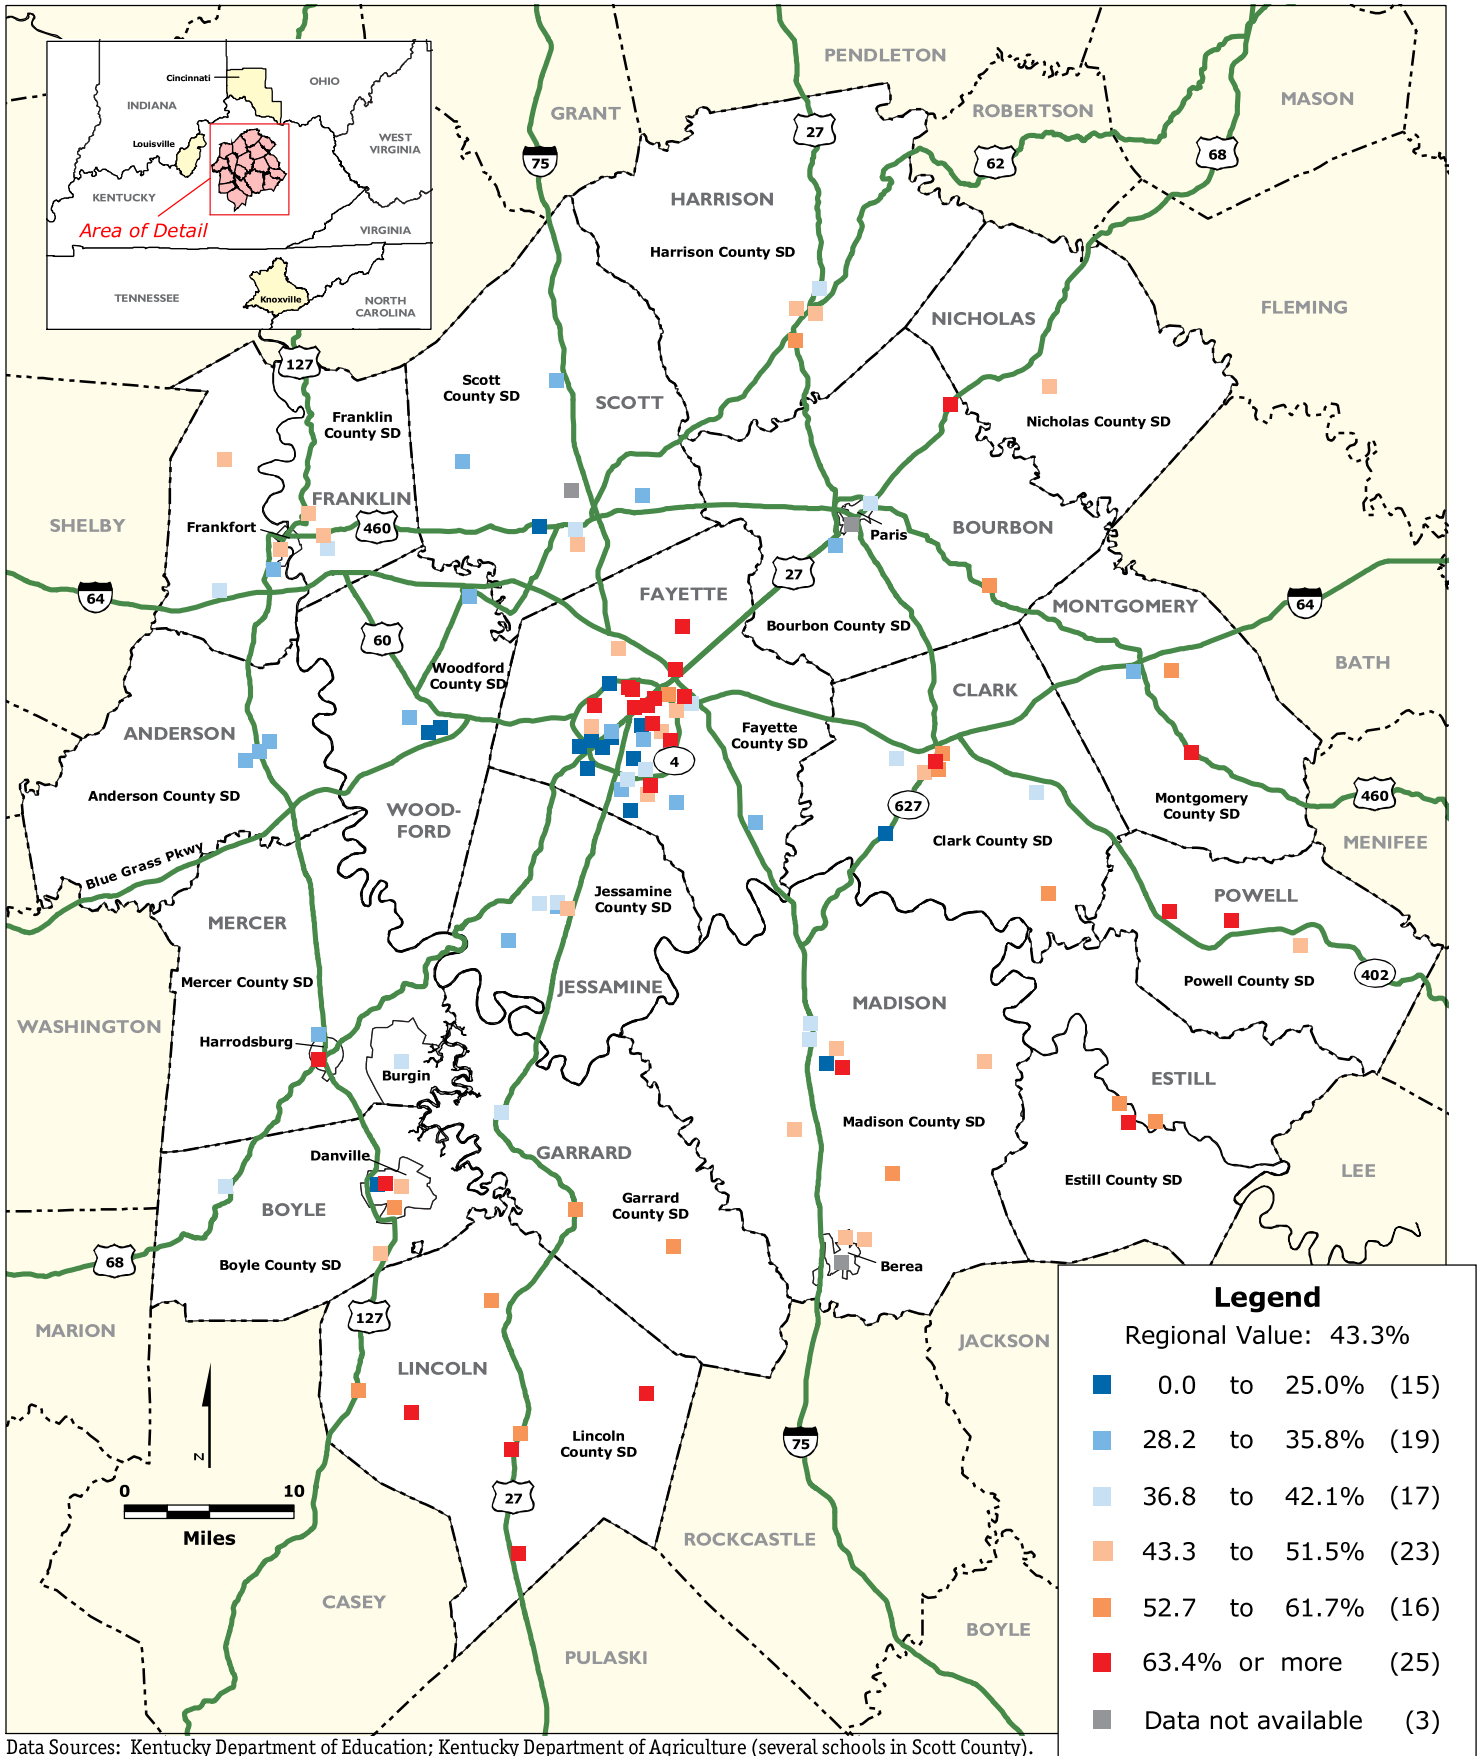 PENDLETON
GRANT
ROBERTSON
MASON
27
75
62
68
Cincinnati
OHIO
INDIANA
Louisville
WEST
VIRGINIA
KENTUCKY
Area of Detail
VIRGINIA
TENNESSEE
Knoxville
NORTH
CAROLINA
HARRISON
Harrison County SD
NICHOLAS
FLEMING
127
Scott
County SD
SCOTT
Franklin
County SD
Nicholas County SD
FRANKLIN
SHELBY
Frankfort
460
BOURBON
Paris
27
64
FAYETTE
MONTGOMERY
64
60
Bourbon County SD
Woodford
County SD
BATH
CLARK
ANDERSON
Fayette
County SD
4
Anderson County SD
WOOD-
FORD
627
Montgomery
County SD
460
Clark County SD
MENIFEE
Blue Grass Pkwy
Jessamine
County SD
POWELL
MERCER
Mercer County SD
JESSAMINE
Powell County SD
402
MADISON
WASHINGTON
Harrodsburg
Burgin
ESTILL
Madison County SD
Danville
GARRARD
LEE
Estill County SD
BOYLE
Garrard
County SD
68
Boyle County SD
Berea
127
MARION
JACKSON
LINCOLN
Lincoln
County SD
75
N
0 10
Miles
27
ROCKCASTLE
CASEY
BOYLE
PULASKI
Legend
Regional Value: 43.3%
0.0 to 25.0% (15)
28.2 to 35.8% (19)
36.8 to 42.1% (17)
43.3 to 51.5% (23)
52.7 to 61.7% (16)
63.4% or more (25)
Data not available (3)
Data Sources: Kentucky Department of Education; Kentucky Department of Agriculture (several schools in Scott County).